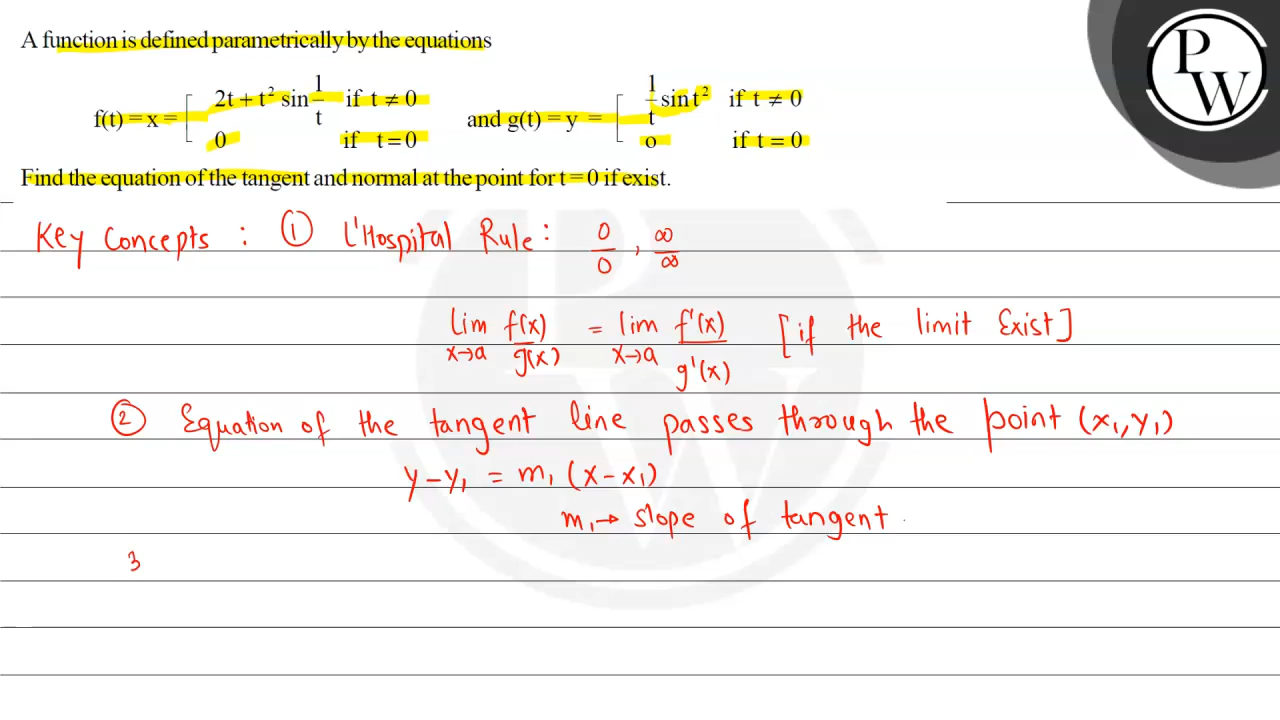 A function is defined parametrically by the equations
f(t) = x = [ 2t + t² sin 1/t if t ≠ 0 and g(t) = y = [ 1/t sin t² if t ≠ 0
0 if t = 0 o if t = 0
Find the equation of the tangent and normal at the point for t = 0 if exist.
Key Concepts : ① L'Hospital Rule : 0/0 , ∞/∞
lim x→a f(x)/g(x) = lim x→a f'(x)/g'(x) [if the limit Exist]
② Equation of the tangent line passes through the point (x₁, y₁)
y - y₁ = m₁ (x - x₁)
m₁ → slope of tangent.
3
P
W